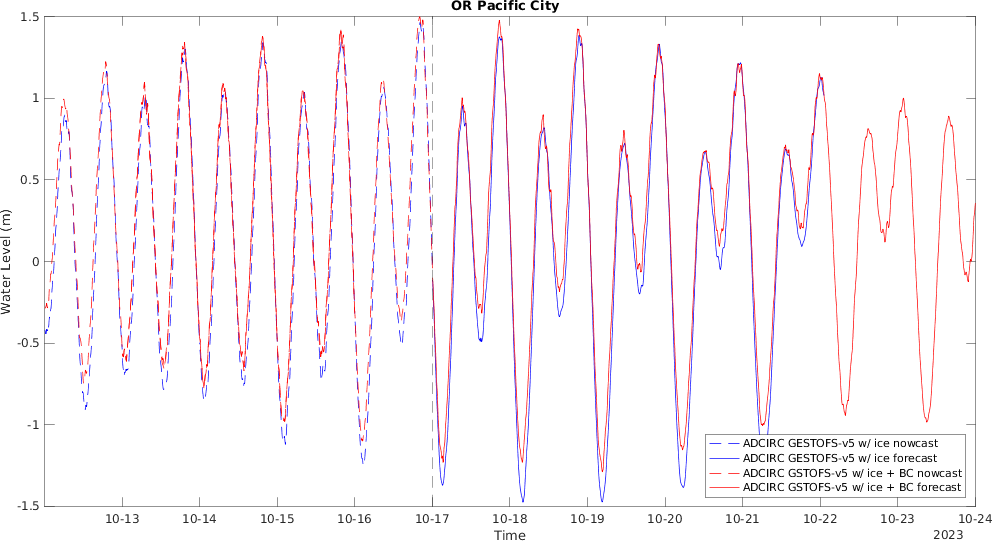 OR Pacific City
1.5
1
0.5
0
-0.5
-1
-1.5
Water Level (m)
10-13 10-14 10-15 10-16 10-17 10-18 10-19 10-20 10-21 10-22 10-23 10-24
Time
2023
ADCIRC GESTOFS-v5 w/ ice nowcast
ADCIRC GESTOFS-v5 w/ ice forecast
ADCIRC GSTOFS-v5 w/ ice + BC nowcast
ADCIRC GSTOFS-v5 w/ ice + BC forecast